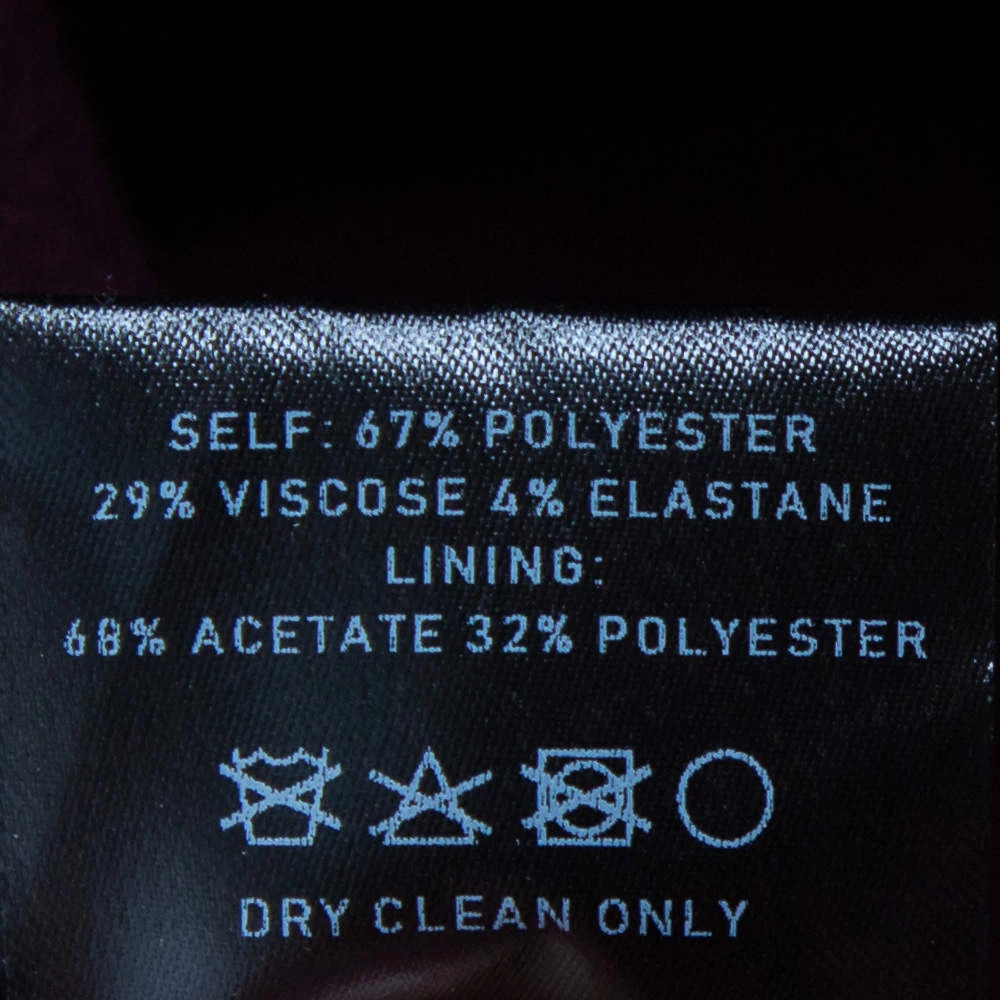 SELF: 67% POLYESTER
29% VISCOSE 4% ELASTANE
LINING:
68% ACETATE 32% POLYESTER
DRY CLEAN ONLY